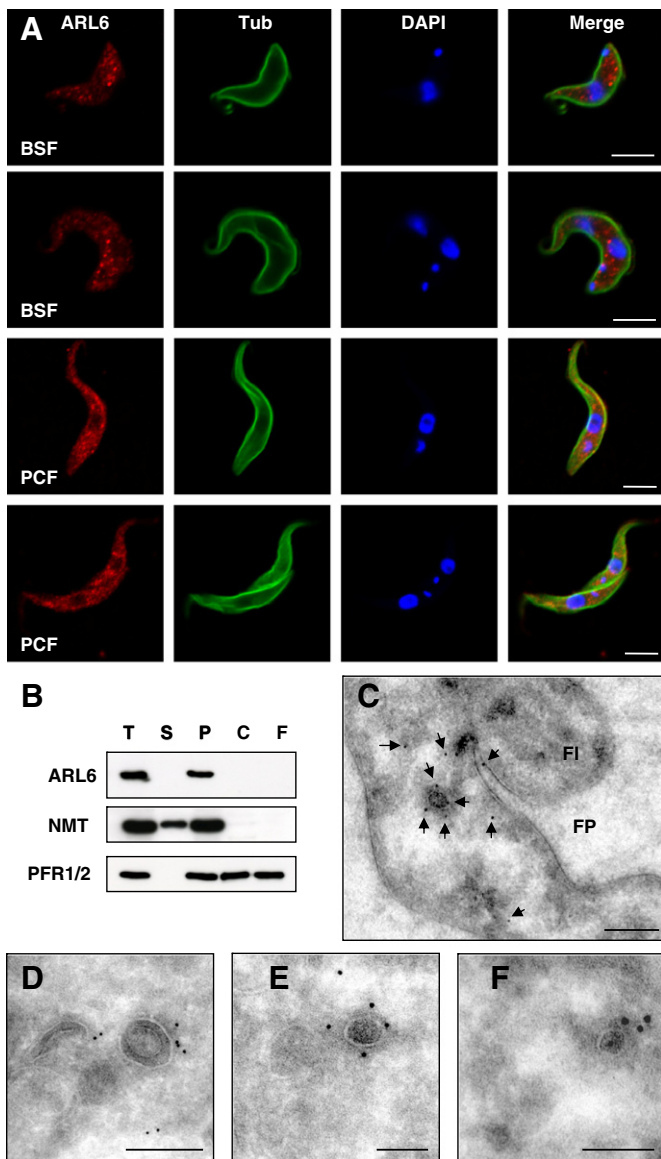 A
ARL6 Tub DAPI Merge
BSF
BSF
PCF
PCF
B
T S P C F
ARL6
NMT
PFR1/2
C
Fl
FP
D
E
F